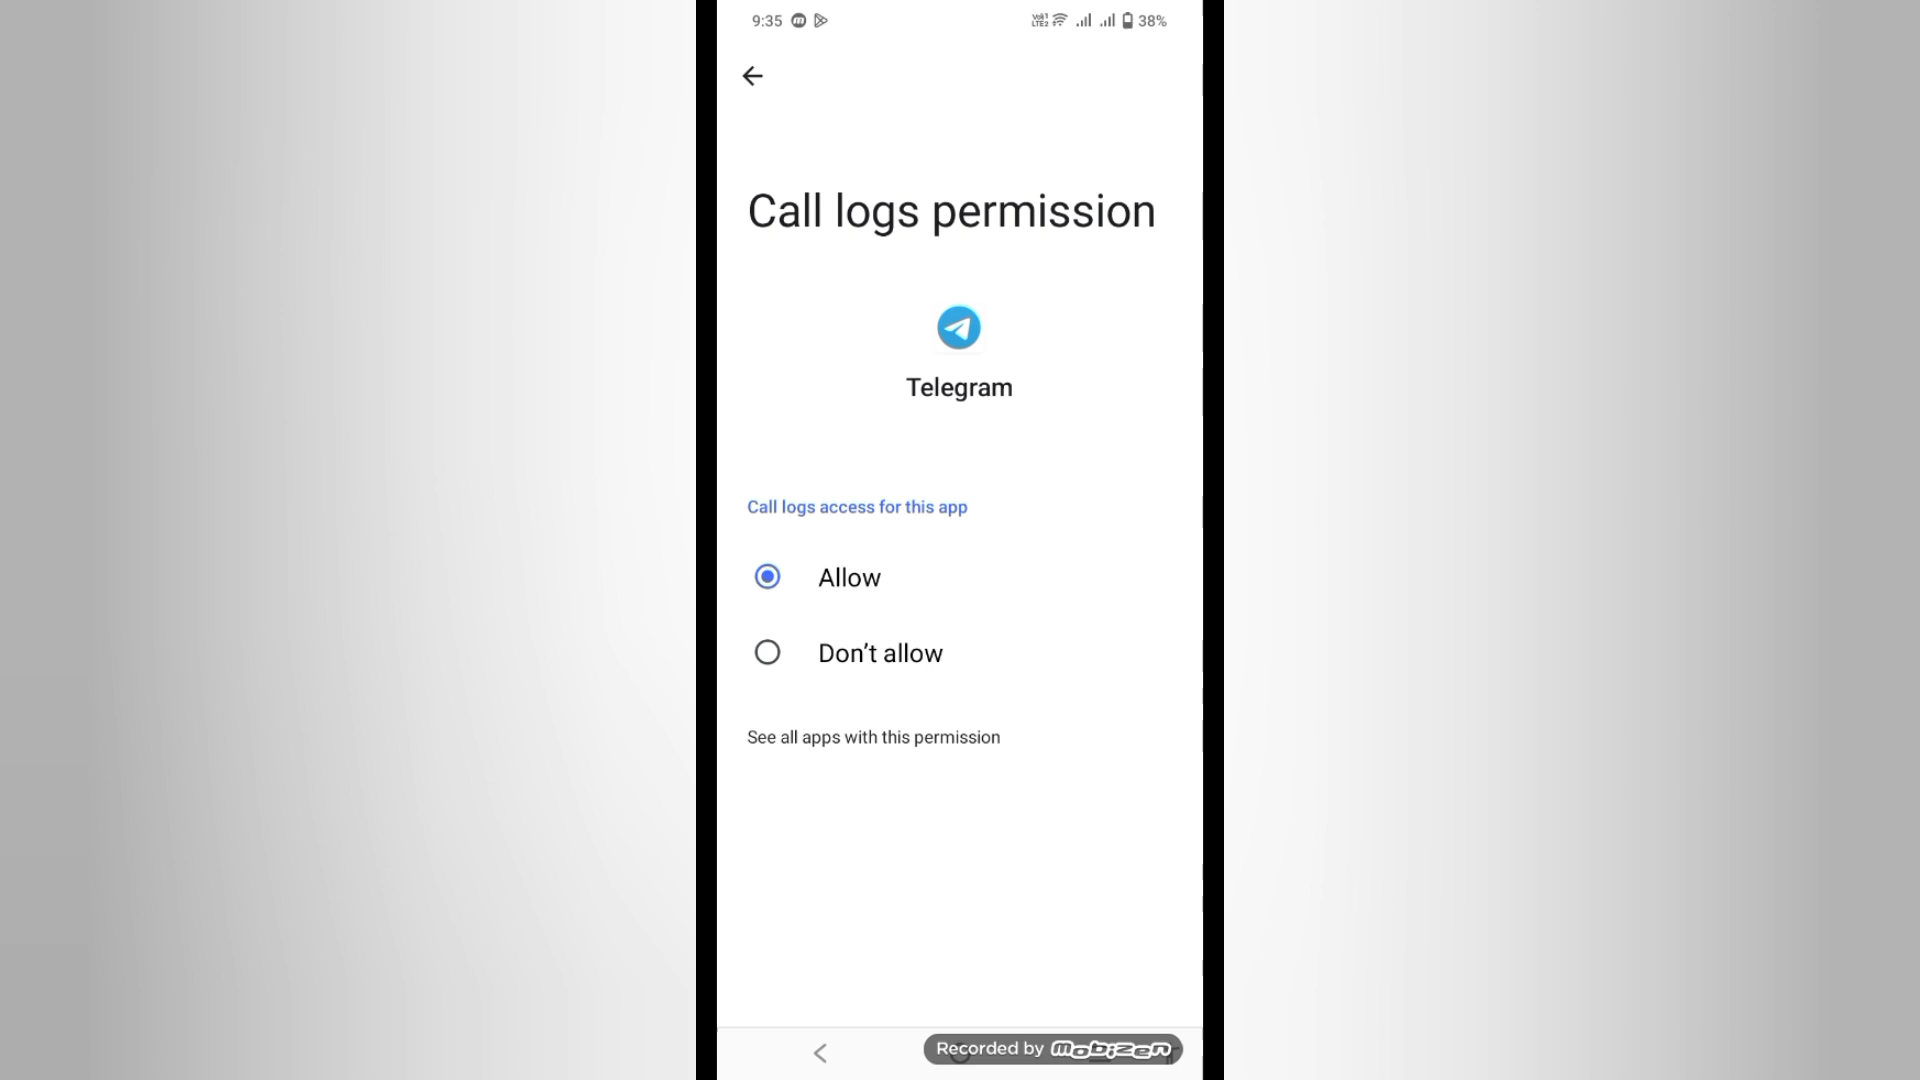 9:35 38%
Call logs permission
Telegram
Call logs access for this app
Allow
Don’t allow
See all apps with this permission
Recorded by mobizen